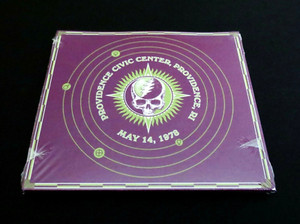 PROVIDENCE CIVIC CENTER, PROVIDENCE, RI
MAY 14, 1978